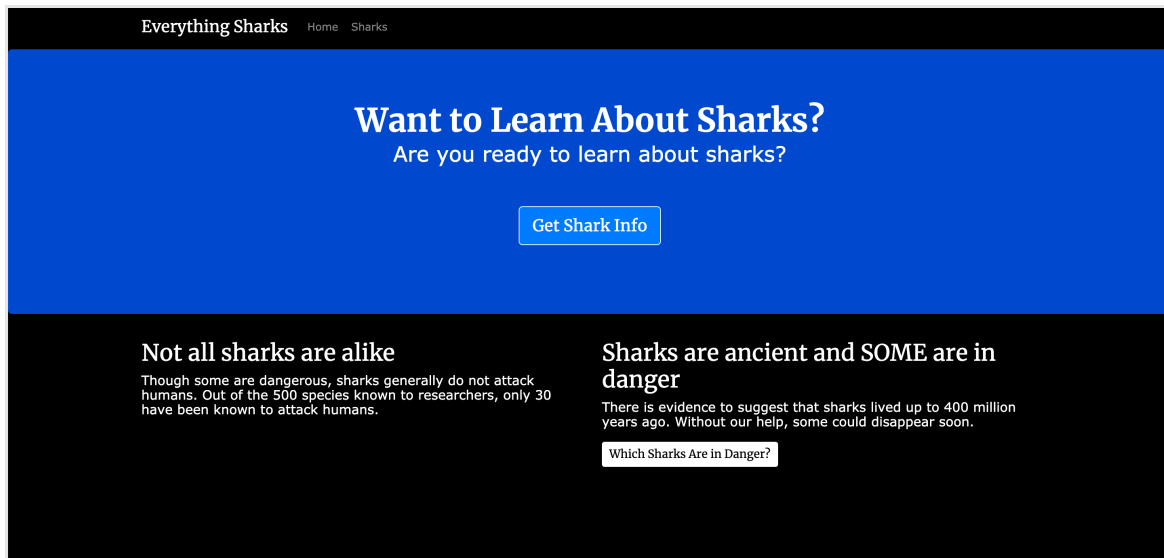 Everything Sharks Home Sharks
Want to Learn About Sharks?
Are you ready to learn about sharks?
Get Shark Info
Not all sharks are alike
Though some are dangerous, sharks generally do not attack
humans. Out of the 500 species known to researchers, only 30
have been known to attack humans.
Sharks are ancient and SOME are in
danger
There is evidence to suggest that sharks lived up to 400 million
years ago. Without our help, some could disappear soon.
Which Sharks Are in Danger?